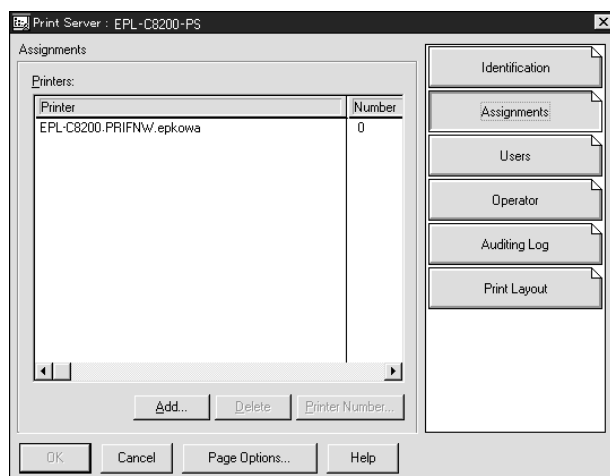 Print Server : EPL-C8200-PS
Assignments
Printers:
Printer Number
EPL-C8200.PRIFNW.epkowa 0
Add... Delete Printer Number...
OK Cancel Page Options... Help
Identification
Assignments
Users
Operator
Auditing Log
Print Layout